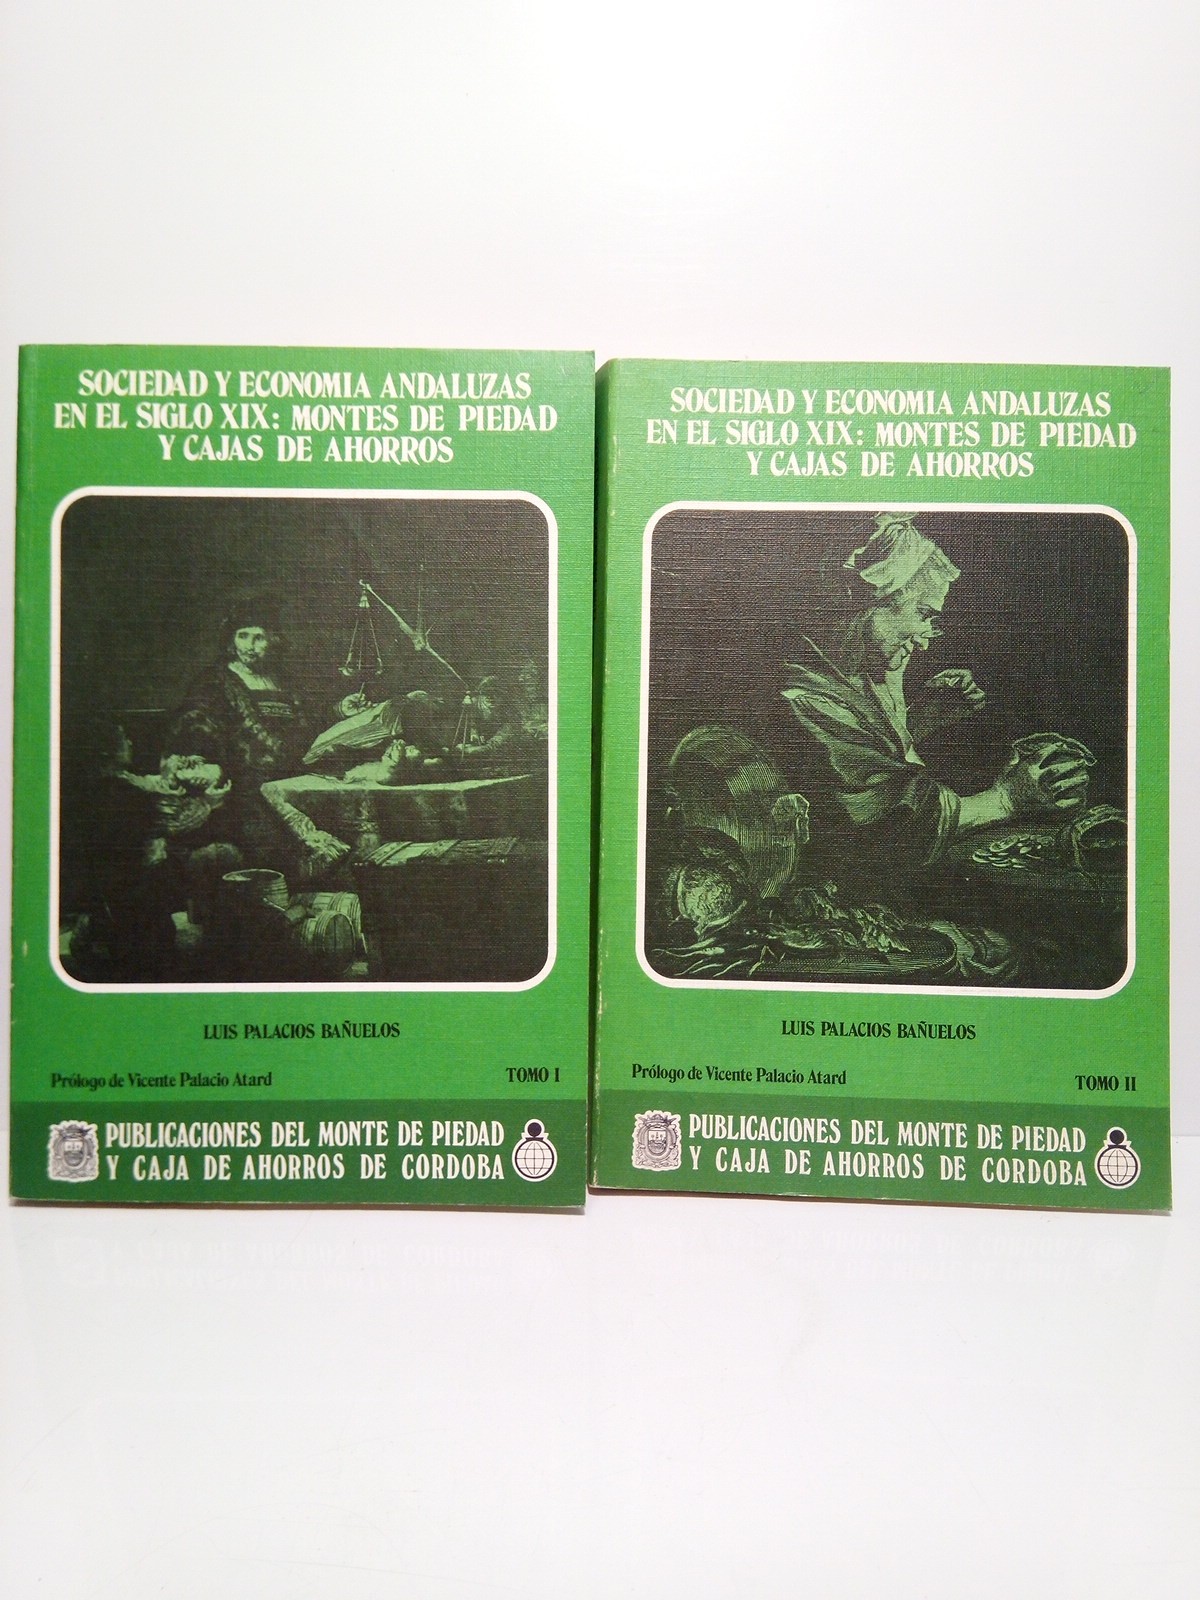 SOCIEDAD Y ECONOMIA ANDALUZAS
EN EL SIGLO XIX: MONTES DE PIEDAD
Y CAJAS DE AHORROS
LUIS PALACIOS BAÑUELOS
Prólogo de Vicente Palacio Atard
TOMO I
PUBLICACIONES DEL MONTE DE PIEDAD
Y CAJA DE AHORROS DE CORDOBA
SOCIEDAD Y ECONOMIA ANDALUZAS
EN EL SIGLO XIX: MONTES DE PIEDAD
Y CAJAS DE AHORROS
LUIS PALACIOS BAÑUELOS
Prólogo de Vicente Palacio Atard
TOMO II
PUBLICACIONES DEL MONTE DE PIEDAD
Y CAJA DE AHORROS DE CORDOBA